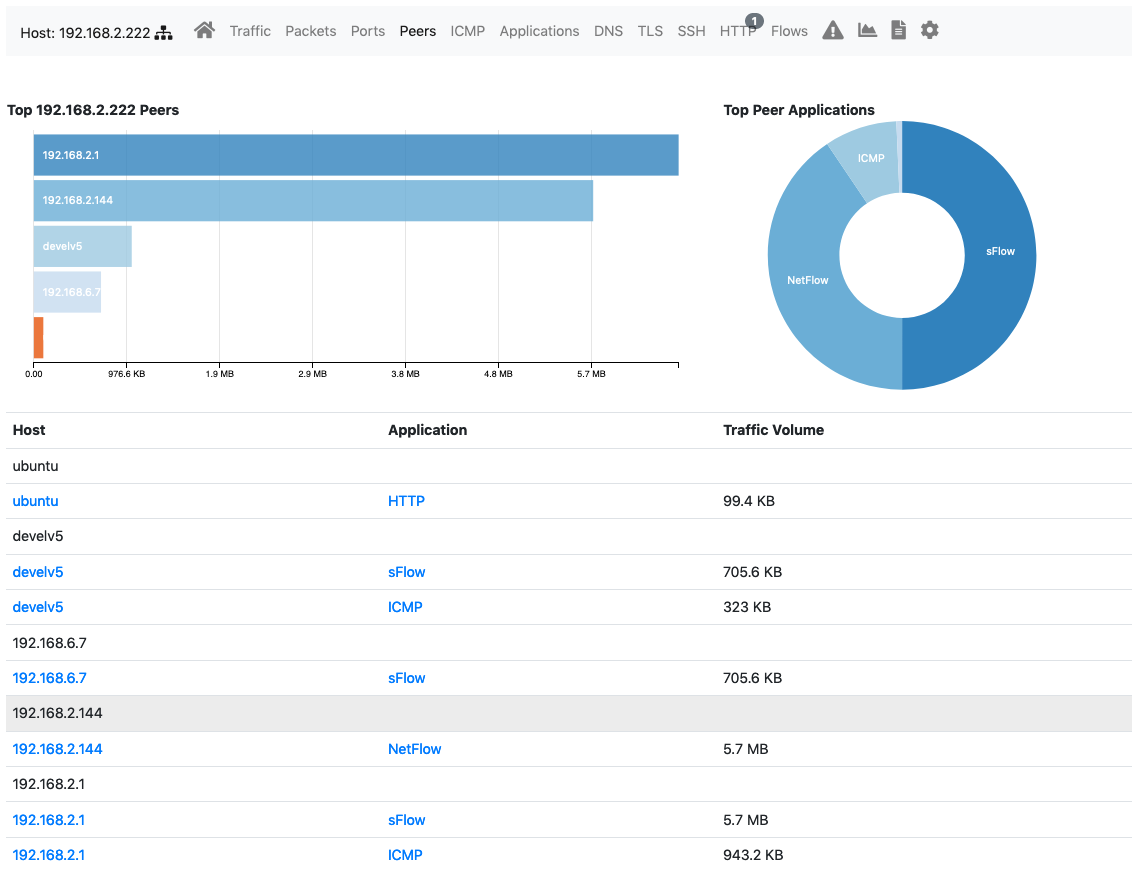 Host: 192.168.2.222 Traffic Packets Ports Peers ICMP Applications DNS TLS SSH HTTP 1 Flows
Top 192.168.2.222 Peers
192.168.2.1
192.168.2.144
develv5
192.168.6.7
0.00 976.6 KB 1.9 MB 2.9 MB 3.8 MB 4.8 MB 5.7 MB
Top Peer Applications
ICMP
sFlow
NetFlow
Host Application Traffic Volume
ubuntu
ubuntu HTTP 99.4 KB
develv5
develv5 sFlow 705.6 KB
develv5 ICMP 323 KB
192.168.6.7
192.168.6.7 sFlow 705.6 KB
192.168.2.144
192.168.2.144 NetFlow 5.7 MB
192.168.2.1
192.168.2.1 sFlow 5.7 MB
192.168.2.1 ICMP 943.2 KB